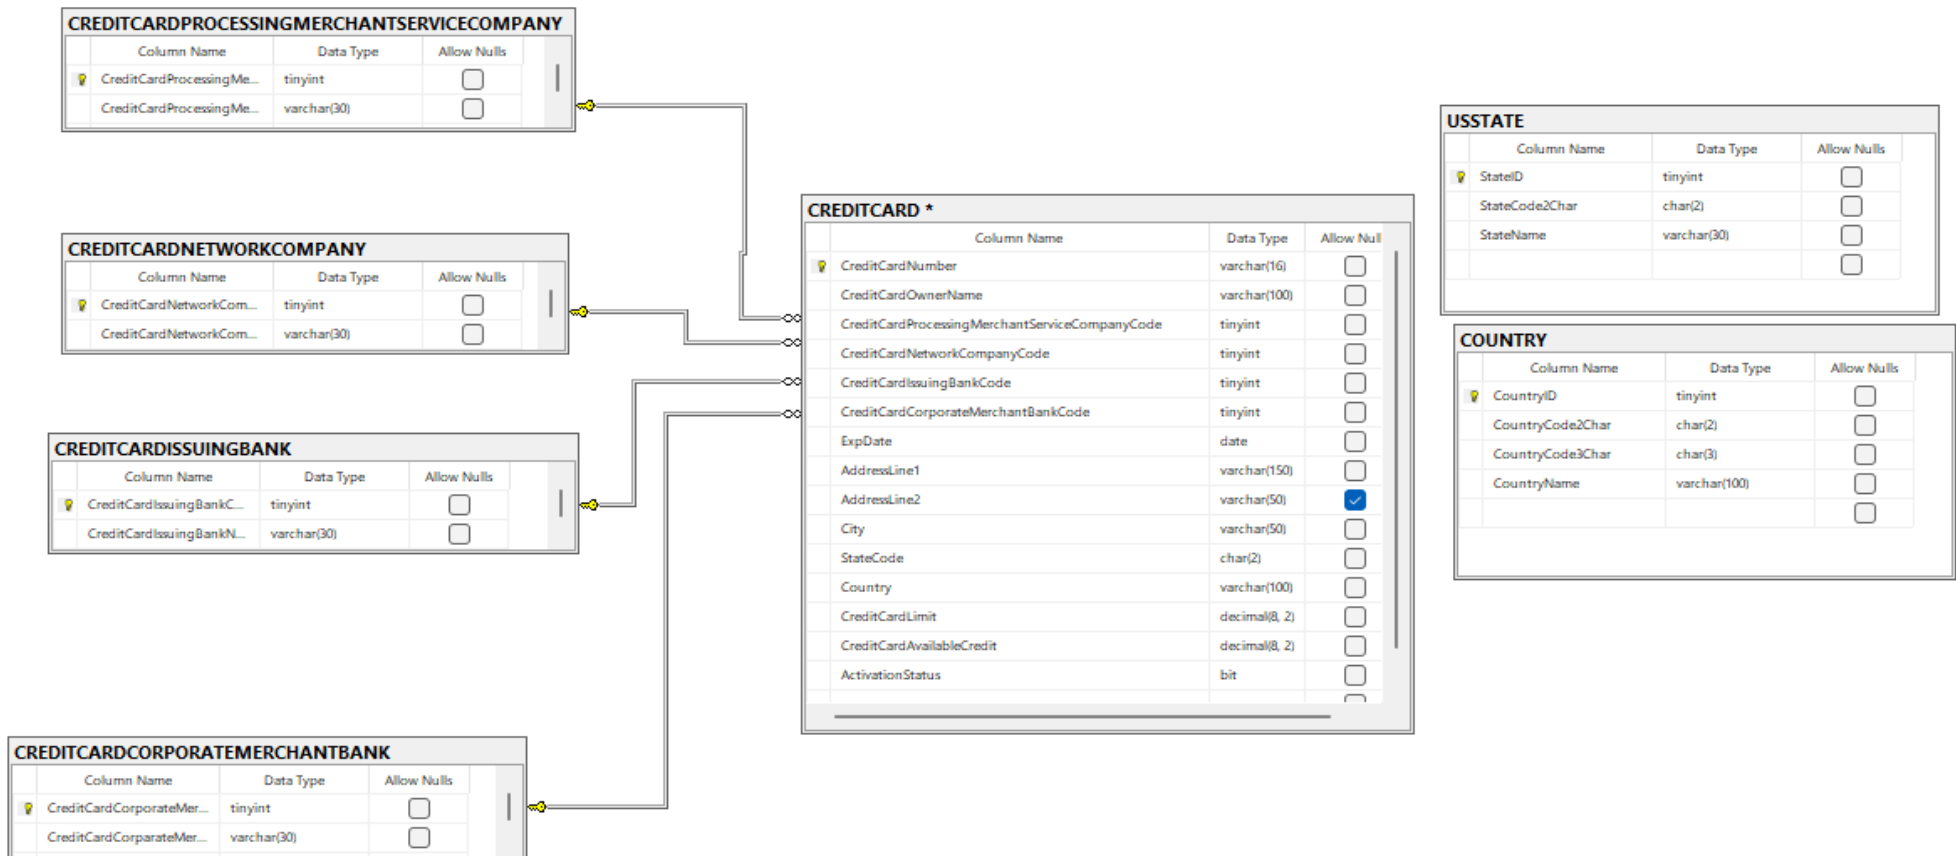 CREDITCARDPROCESSINGMERCHANTSERVICECOMPANY
Column Name Data Type Allow Nulls
CreditCardProcessingMe... tinyint
CreditCardProcessingMe... varchar(30)
CREDITCARDNETWORKCOMPANY
Column Name Data Type Allow Nulls
CreditCardNetworkCom... tinyint
CreditCardNetworkCom... varchar(30)
CREDITCARDISSUINGBANK
Column Name Data Type Allow Nulls
CreditCardIssuingBankC... tinyint
CreditCardIssuingBankN... varchar(30)
CREDITCARDCORPORATEMERCHANTBANK
Column Name Data Type Allow Nulls
CreditCardCorporateMer... tinyint
CreditCardCorparateMer... varchar(30)
CREDITCARD *
Column Name Data Type Allow Null
CreditCardNumber varchar(16)
CreditCardOwnerName varchar(100)
CreditCardProcessingMerchantServiceCompanyCode tinyint
CreditCardNetworkCompanyCode tinyint
CreditCardIssuingBankCode tinyint
CreditCardCorporateMerchantBankCode tinyint
ExpDate date
AddressLine1 varchar(150)
AddressLine2 varchar(50)
City varchar(50)
StateCode char(2)
Country varchar(100)
CreditCardLimit decimal(8, 2)
CreditCardAvailableCredit decimal(8, 2)
ActivationStatus bit
USSTATE
Column Name Data Type Allow Nulls
StateID tinyint
StateCode2Char char(2)
StateName varchar(30)
COUNTRY
Column Name Data Type Allow Nulls
CountryID tinyint
CountryCode2Char char(2)
CountryCode3Char char(3)
CountryName varchar(100)